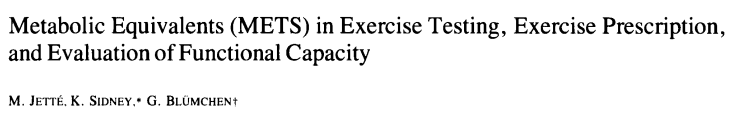 Metabolic Equivalents (METS) in Exercise Testing, Exercise Prescription,
and Evaluation of Functional Capacity
M. JETTÉ, K. SIDNEY,* G. BLÜMCHEN†